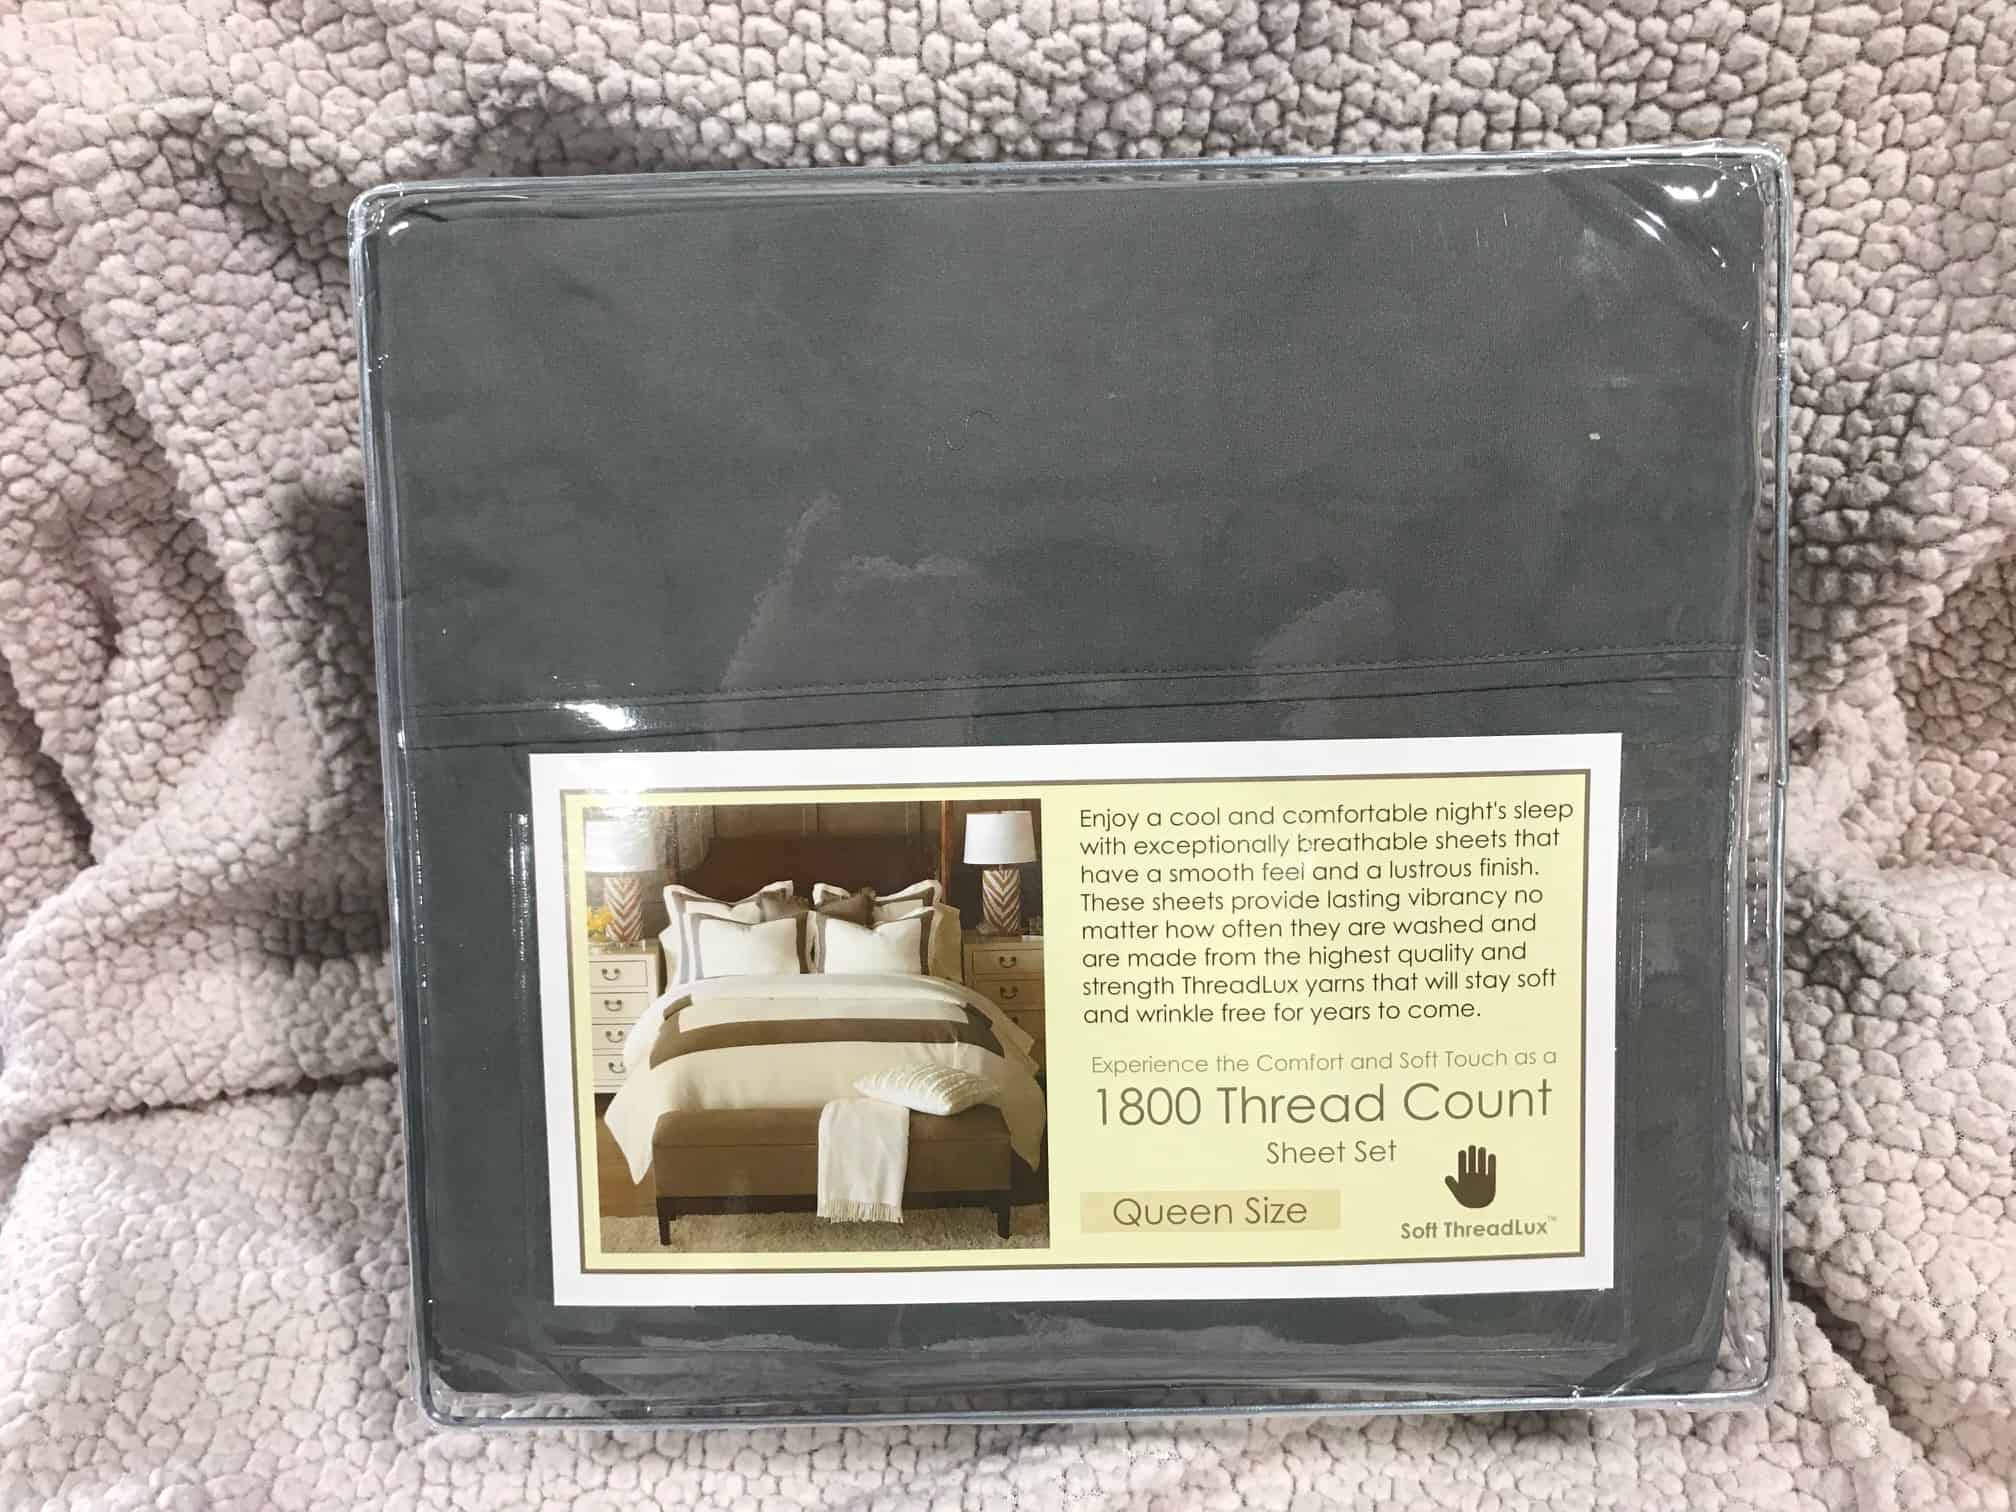 Enjoy a cool and comfortable night's sleep
with exceptionally breathable sheets that
have a smooth feel and a lustrous finish.
These sheets provide lasting vibrancy no
matter how often they are washed and
are made from the highest quality and
strength ThreadLux yarns that will stay soft
and wrinkle free for years to come.
Experience the Comfort and Soft Touch as a
1800 Thread Count
Sheet Set
Queen Size
Soft ThreadLux™